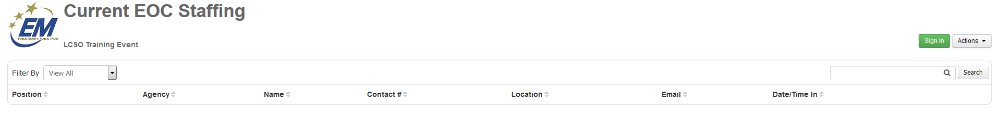 Current EOC Staffing
EM
PUBLIC SAFETY, PUBLIC TRUST
LCSO Training Event
Sign In Actions
Filter By View All Search
Position Agency Name Contact # Location Email Date/Time In